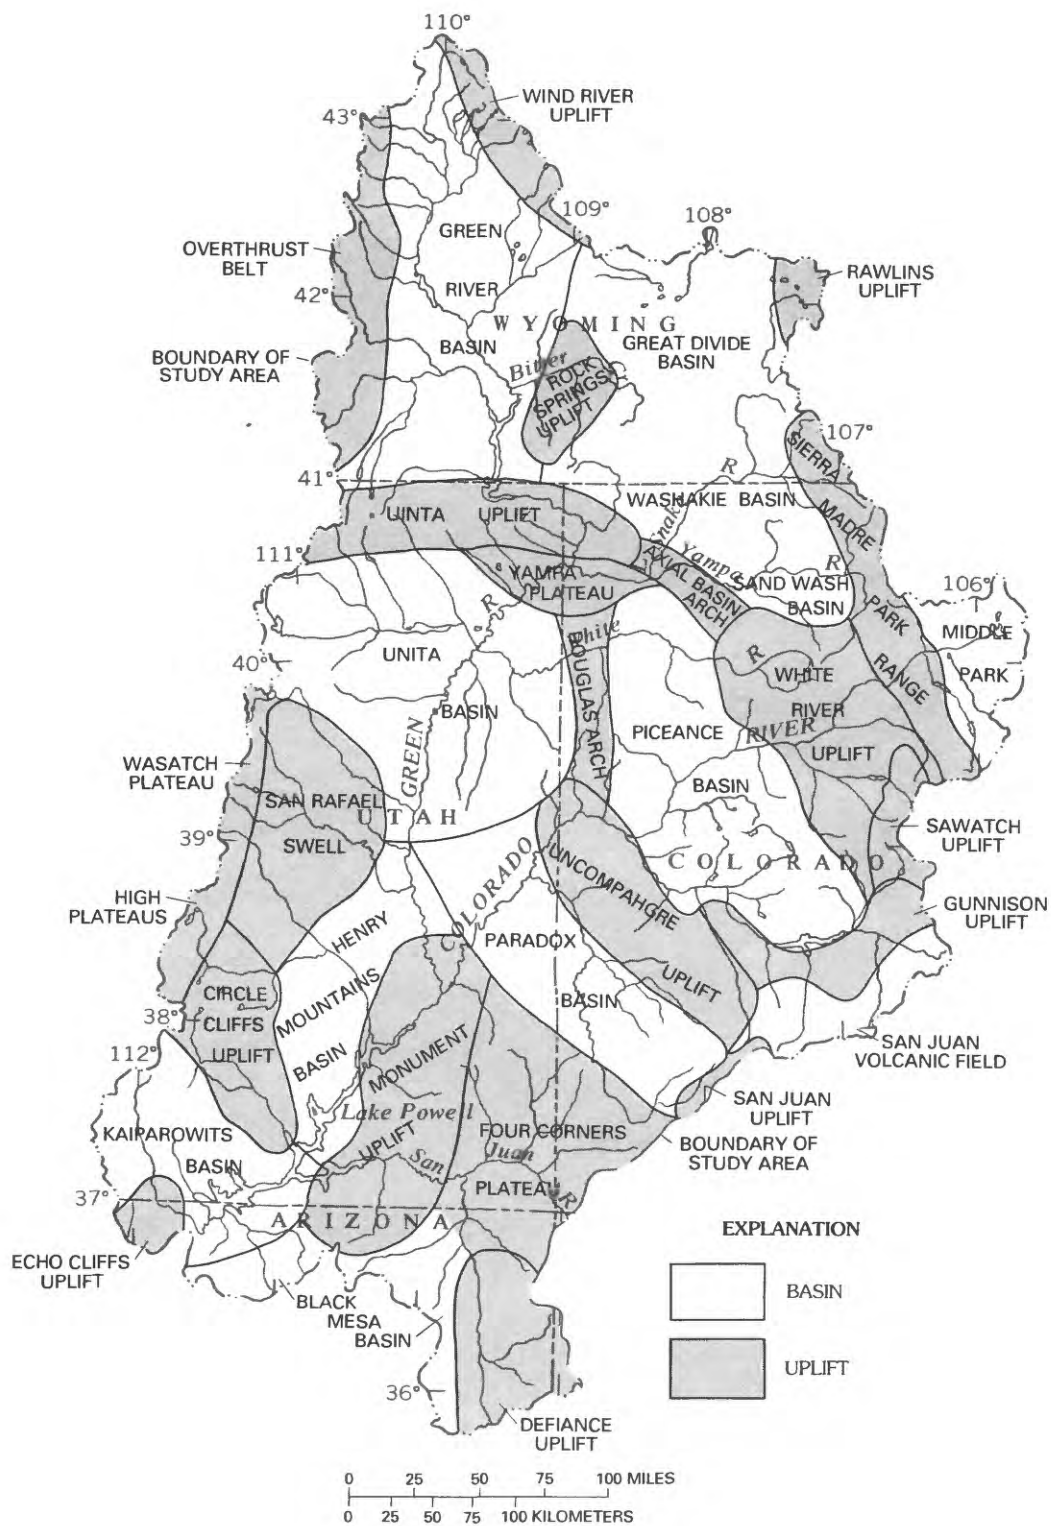 110°
WIND RIVER
UPLIFT
43°
109°
108°
GREEN
OVERTHRUST
BELT
RAWLINS
UPLIFT
42°
RIVER
WYOMING
BASIN
GREAT DIVIDE
BASIN
BOUNDARY OF
STUDY AREA
Bitter
ROCK
SPRINGS
UPLIFT
107°
SIERRA
R
41°
WASHAKIE BASIN
MADRE
UINTA UPLIFT
Snake
111°
Yampa
R
YAMPA
PLATEAU
AXIAL BASIN
ARCH
SAND WASH
BASIN
106°
R
PARK
MIDDLE
PARK
White
40°
UNITA
R
WHITE
RANGE
DOUGLAS ARCH
BASIN
RIVER
PICEANCE
RIVER
GREEN
UPLIFT
WASATCH
PLATEAU
BASIN
SAN RAFAEL
UTAH
SAWATCH
UPLIFT
39°
SWELL
COLORADO
COLORADO
UNCOMPAHGRE
HIGH
PLATEAUS
GUNNISON
UPLIFT
HENRY
PARADOX
UPLIFT
CIRCLE
BASIN
MOUNTAINS
38°
CLIFFS
UPLIFT
SAN JUAN
VOLCANIC FIELD
112°
MONUMENT
BASIN
SAN JUAN
UPLIFT
Lake Powell
KAIPAROWITS
FOUR CORNERS
BOUNDARY OF
STUDY AREA
UPLIFT
San
Juan
BASIN
PLATEAU
R
37°
ARIZONA
EXPLANATION
ECHO CLIFFS
UPLIFT
BASIN
BLACK
MESA
BASIN
UPLIFT
36°
DEFIANCE
UPLIFT
0 25 50 75 100 MILES
0 25 50 75 100 KILOMETERS